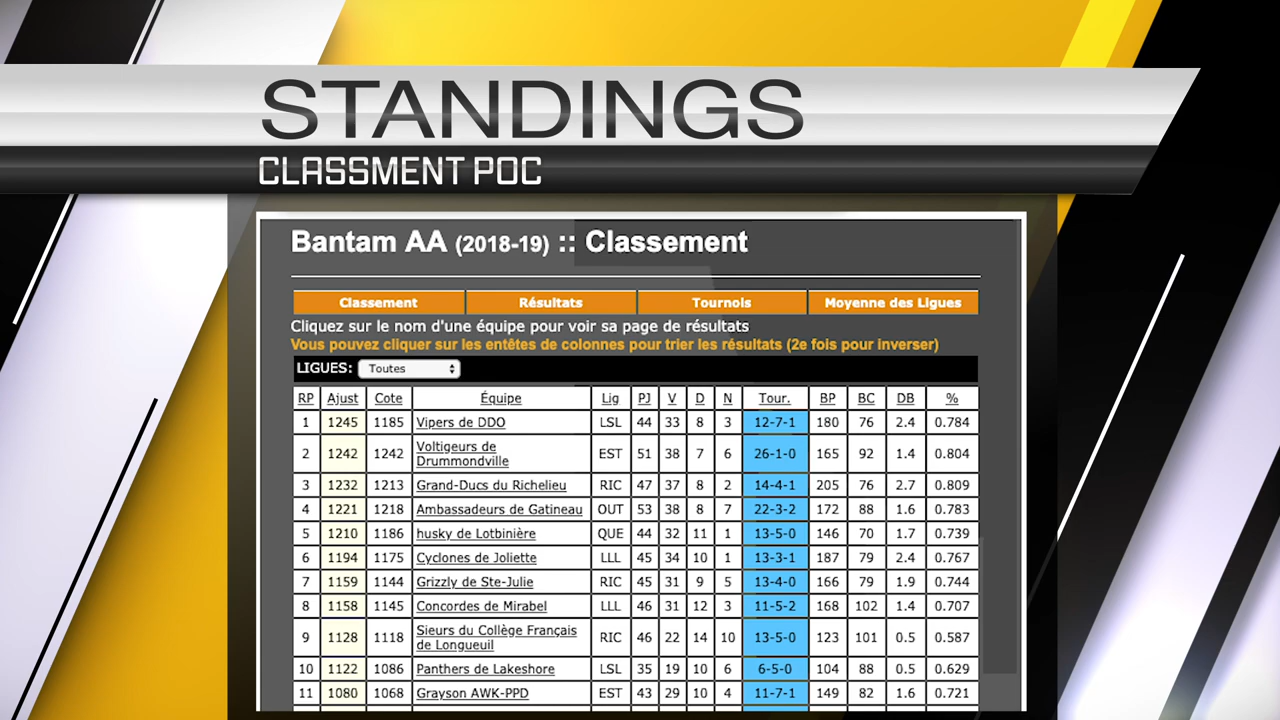 STANDINGS
CLASSMENT POC
Bantam AA (2018-19) :: Classement
Classement Résultats Tournois Moyenne des Ligues
Cliquez sur le nom d'une équipe pour voir sa page de résultats
Vous pouvez cliquer sur les entêtes de colonnes pour trier les résultats (2e fois pour inverser)
LIGUES: Toutes
RP Ajust Cote Équipe Lig PJ V D N Tour. BP BC DB %
1 1245 1185 Vipers de DDO LSL 44 33 8 3 12-7-1 180 76 2.4 0.784
2 1242 1242 Voltigeurs de Drummondville EST 51 38 7 6 26-1-0 165 92 1.4 0.804
3 1232 1213 Grand-Ducs du Richelieu RIC 47 37 8 2 14-4-1 205 76 2.7 0.809
4 1221 1218 Ambassadeurs de Gatineau OUT 53 38 8 7 22-3-2 172 88 1.6 0.783
5 1210 1186 husky de Lotbinière QUE 44 32 11 1 13-5-0 146 70 1.7 0.739
6 1194 1175 Cyclones de Joliette LLL 45 34 10 1 13-3-1 187 79 2.4 0.767
7 1159 1144 Grizzly de Ste-Julie RIC 45 31 9 5 13-4-0 166 79 1.9 0.744
8 1158 1145 Concordes de Mirabel LLL 46 31 12 3 11-5-2 168 102 1.4 0.707
9 1128 1118 Sieurs du Collège Français de Longueuil RIC 46 22 14 10 13-5-0 123 101 0.5 0.587
10 1122 1086 Panthers de Lakeshore LSL 35 19 10 6 6-5-0 104 88 0.5 0.629
11 1080 1068 Grayson AWK-PPD EST 43 29 10 4 11-7-1 149 82 1.6 0.721